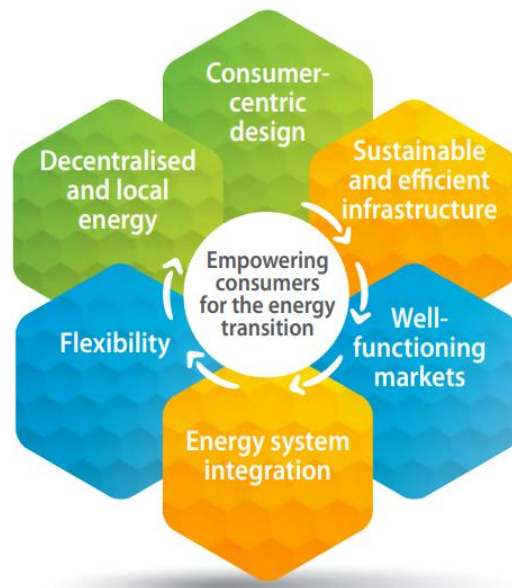 Consumer-
centric
design
Sustainable
and efficient
infrastructure
Well-
functioning
markets
Energy system
integration
Flexibility
Decentralised
and local
energy
Empowering
consumers
for the energy
transition